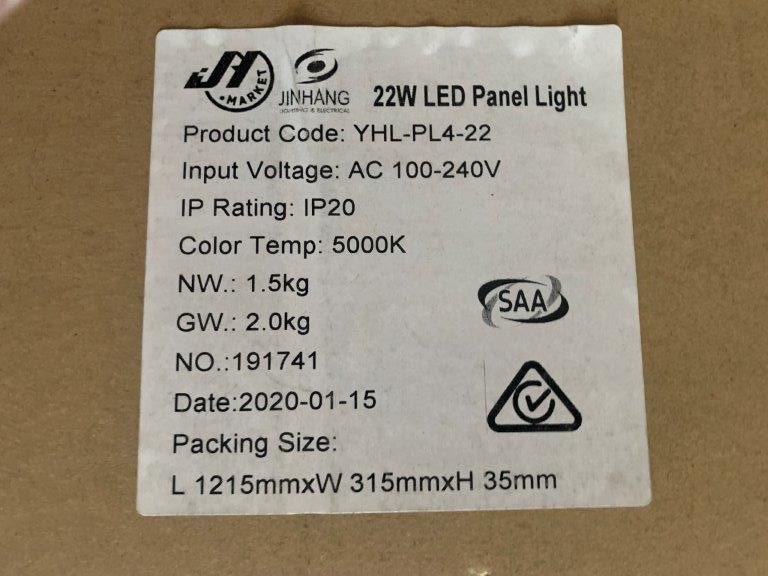 JH
MARKET
JINHANG
LIGHTING & ELECTRICAL
22W LED Panel Light
Product Code: YHL-PL4-22
Input Voltage: AC 100-240V
IP Rating: IP20
Color Temp: 5000K
NW.: 1.5kg
GW.: 2.0kg
SAA
NO.:191741
Date:2020-01-15
Packing Size:
L 1215mmxW 315mmxH 35mm